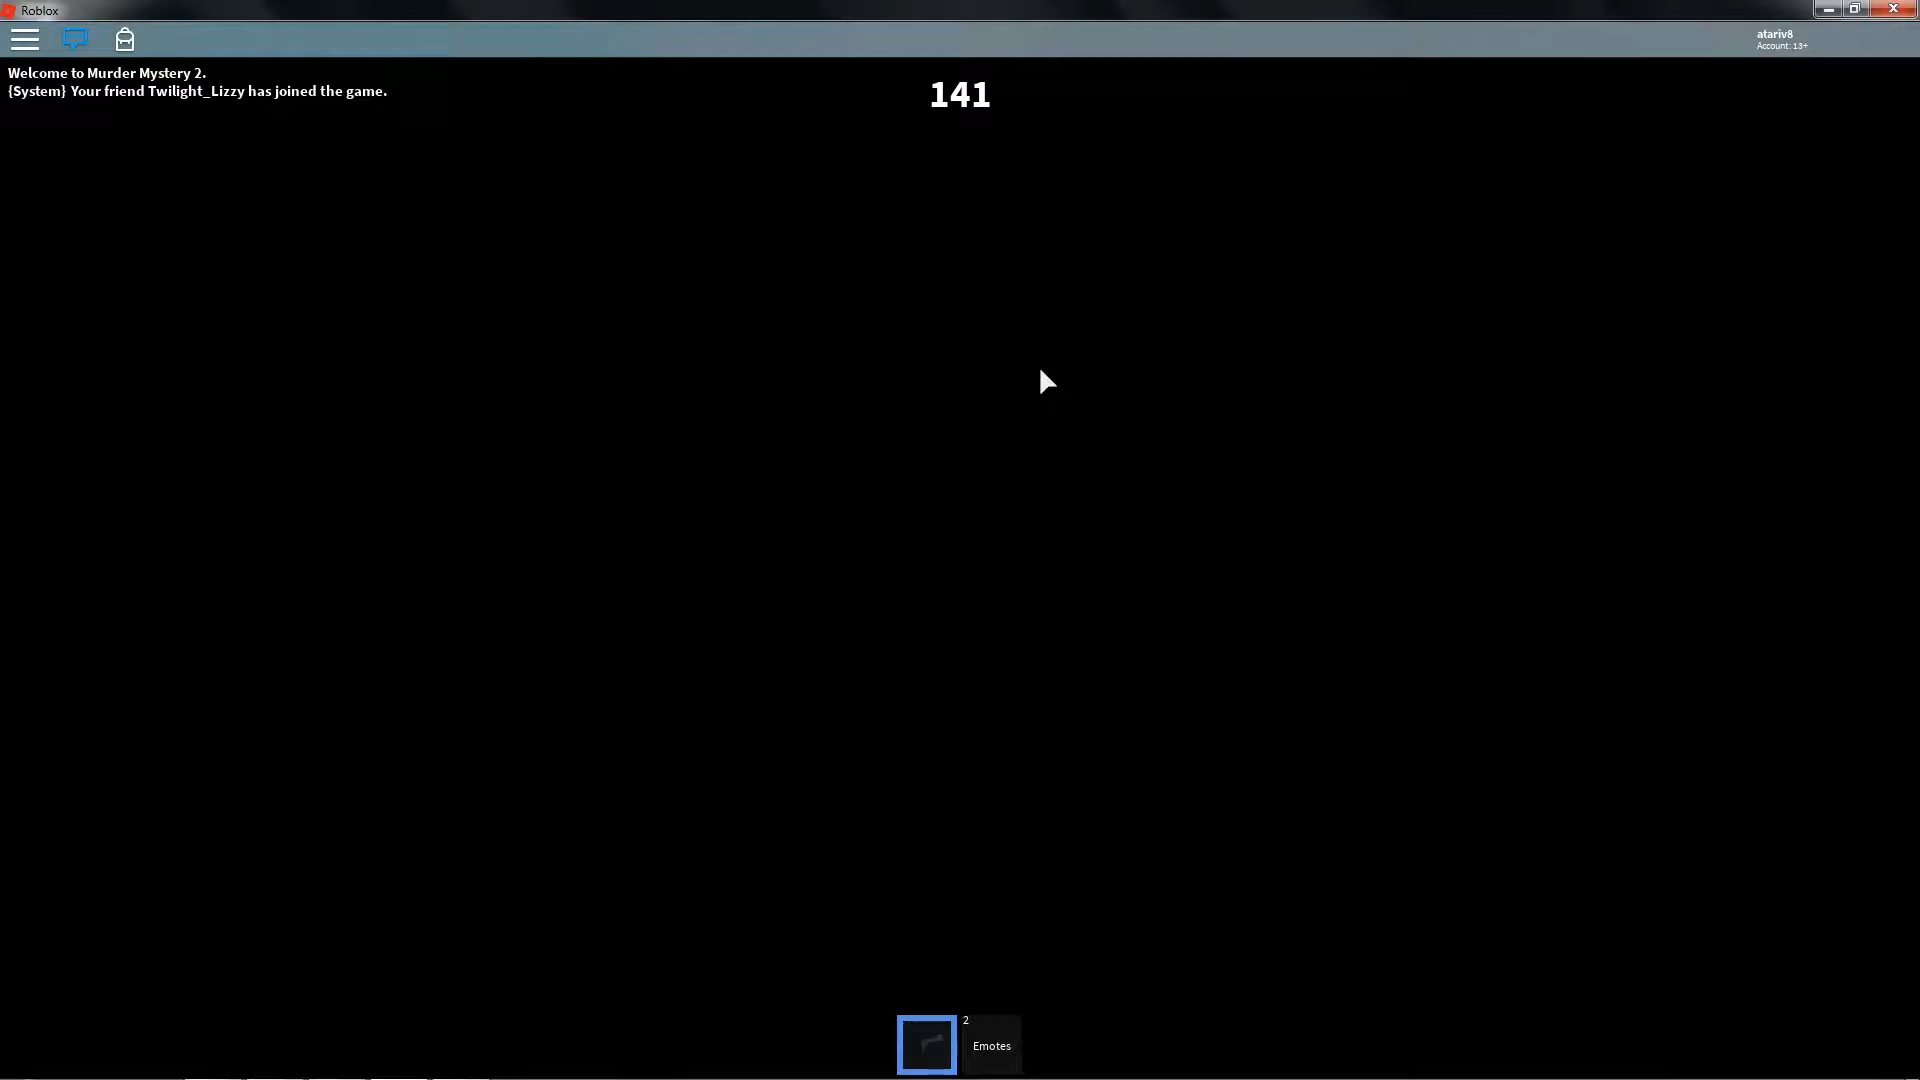 Roblox
atariv8
Account: 13+
Welcome to Murder Mystery 2.
{System} Your friend Twilight_Lizzy has joined the game.
141
2
Emotes